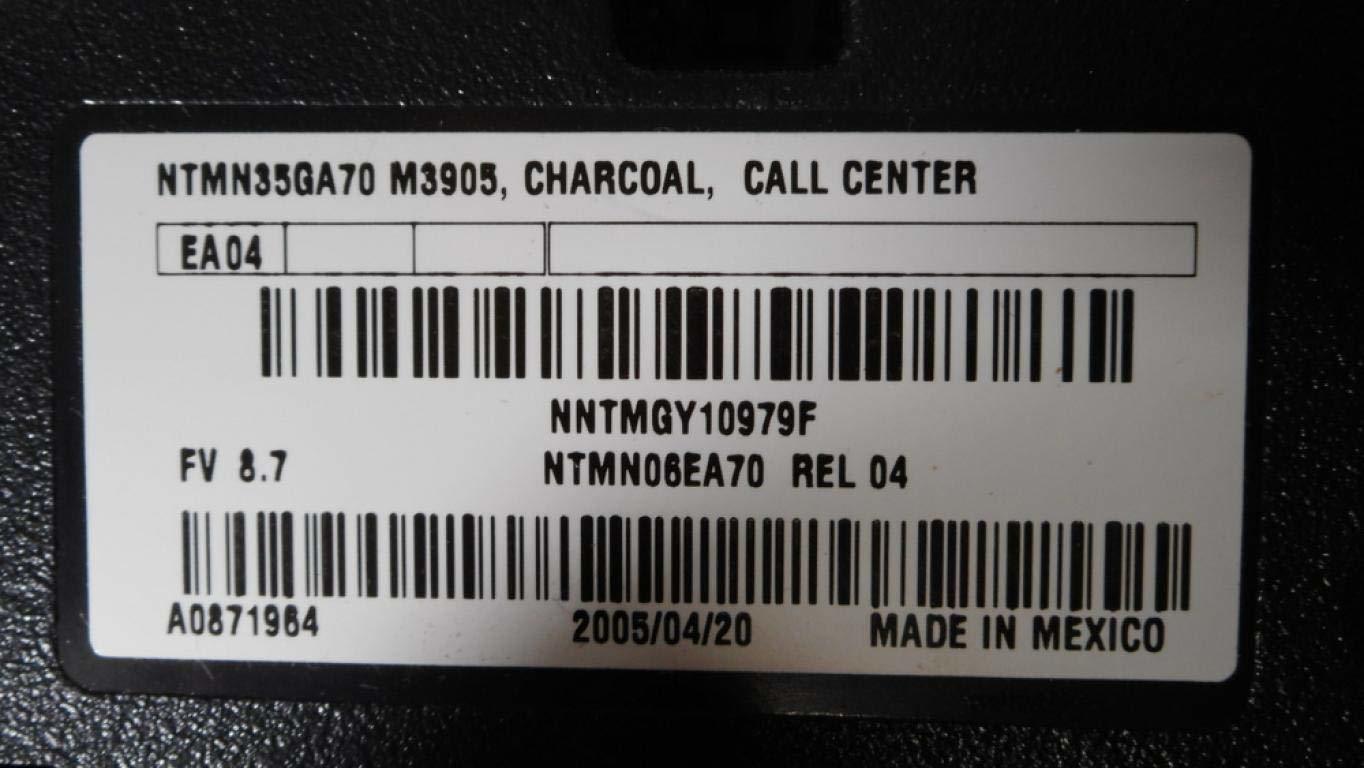 NTMN35GA70 M3905, CHARCOAL, CALL CENTER
EA04
NNTMGY10979F
FV 8.7 NTMN06EA70 REL 04
A0871964 2005/04/20 MADE IN MEXICO